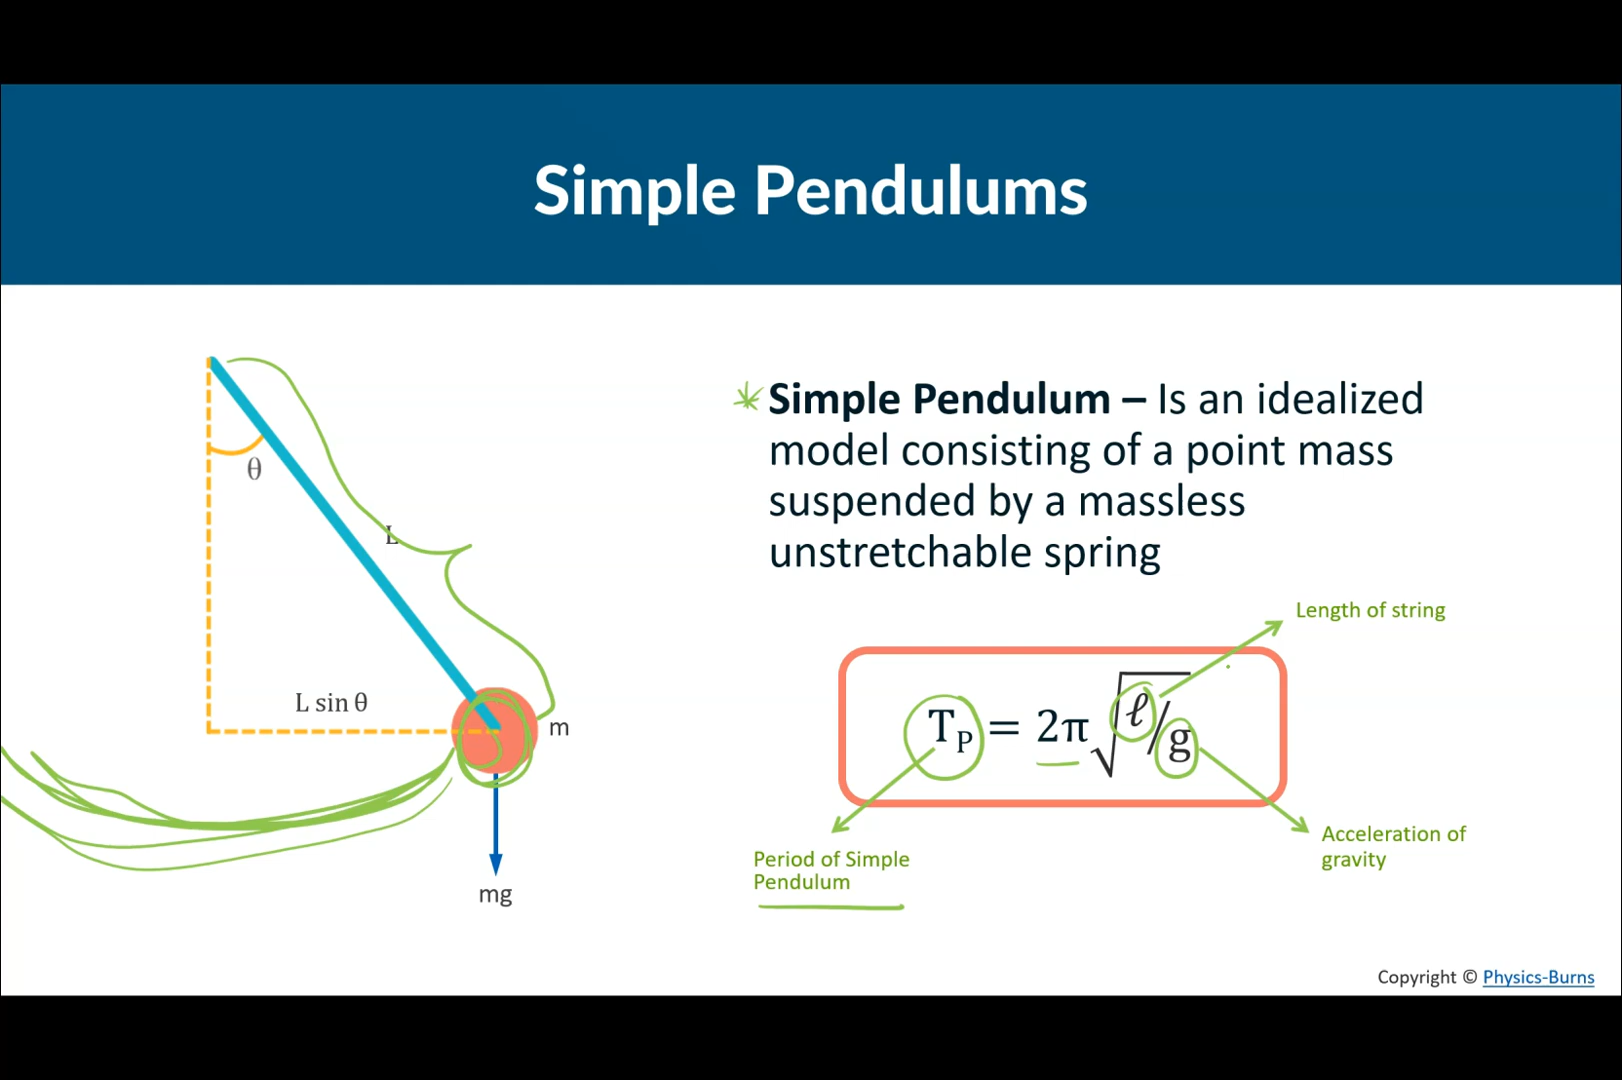 Simple Pendulums
θ
L
L sin θ
m
mg
Simple Pendulum – Is an idealized
model consisting of a point mass
suspended by a massless
unstretchable spring
Length of string
T_P = 2π√ℓ/g
Period of Simple
Pendulum
Acceleration of
gravity
Copyright © Physics-Burns